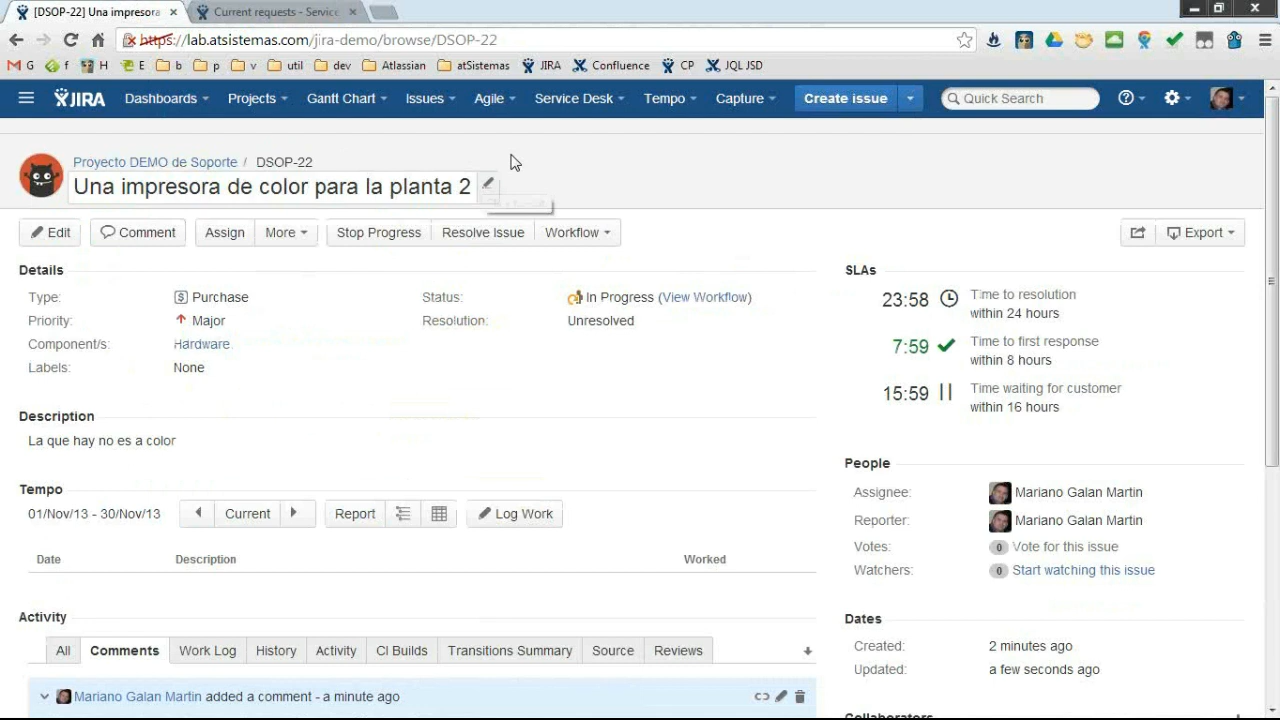 [DSOP-22] Una impresora
Current requests - Service
https://lab.atsistemas.com/jira-demo/browse/DSOP-22
G f H E b p v util dev Atlassian atSistemas JIRA Confluence CP JQL JSD
JIRA Dashboards Projects Gantt Chart Issues Agile Service Desk Tempo Capture Create issue Quick Search
Proyecto DEMO de Soporte / DSOP-22
Una impresora de color para la planta 2
Edit Comment Assign More Stop Progress Resolve Issue Workflow Export
Details
Type: Purchase Status: In Progress (View Workflow)
Priority: Major Resolution: Unresolved
Component/s: Hardware
Labels: None
Description
La que hay no es a color
Tempo
01/Nov/13 - 30/Nov/13 Current Report Log Work
Date Description Worked
Activity
All Comments Work Log History Activity CI Builds Transitions Summary Source Reviews
Mariano Galan Martin added a comment - a minute ago
SLAs
23:58 Time to resolution
within 24 hours
7:59 Time to first response
within 8 hours
15:59 Time waiting for customer
within 16 hours
People
Assignee: Mariano Galan Martin
Reporter: Mariano Galan Martin
Votes: 0 Vote for this issue
Watchers: 0 Start watching this issue
Dates
Created: 2 minutes ago
Updated: a few seconds ago
Collaborators